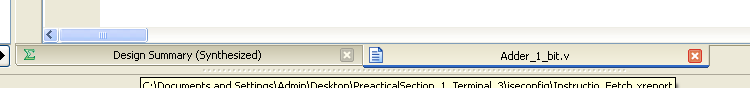 Design Summary (Synthesized)
Adder_1_bit.v
C:\Documents and Settings\Admin\Desktop\PreacticalSection_1_Terminal_3\iseconfig\Instructio_Fetch.xreport